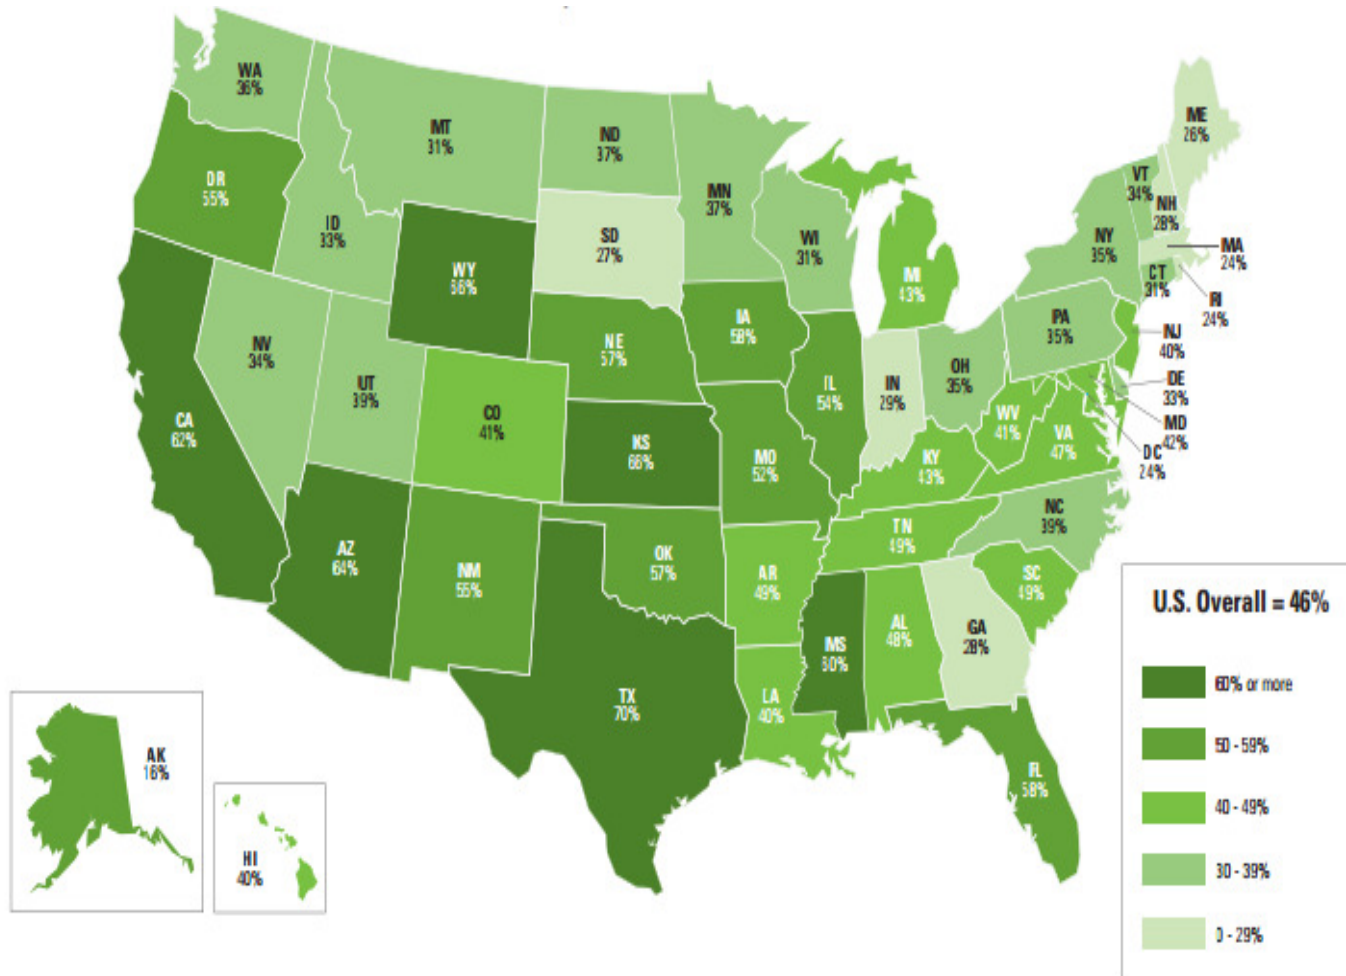 WA
36%
MT
31%
ND
37%
MN
37%
ME
26%
VT
34%
NH
28%
OR
55%
ID
33%
SD
27%
WI
31%
NY
35%
MA
24%
WY
66%
MI
43%
CT
31%
RI
24%
IA
58%
PA
35%
NJ
40%
NE
57%
NV
34%
UT
39%
IL
54%
IN
29%
OH
35%
DE
33%
CO
41%
CA
62%
WV
41%
VA
47%
MD
42%
DC
24%
KS
66%
MO
52%
KY
43%
NC
39%
TN
49%
AZ
64%
NM
55%
OK
57%
AR
49%
SC
49%
MS
60%
AL
48%
GA
28%
TX
70%
LA
40%
FL
58%
AK
16%
HI
40%
U.S. Overall = 46%
60% or more
50 - 59%
40 - 49%
30 - 39%
0 - 29%